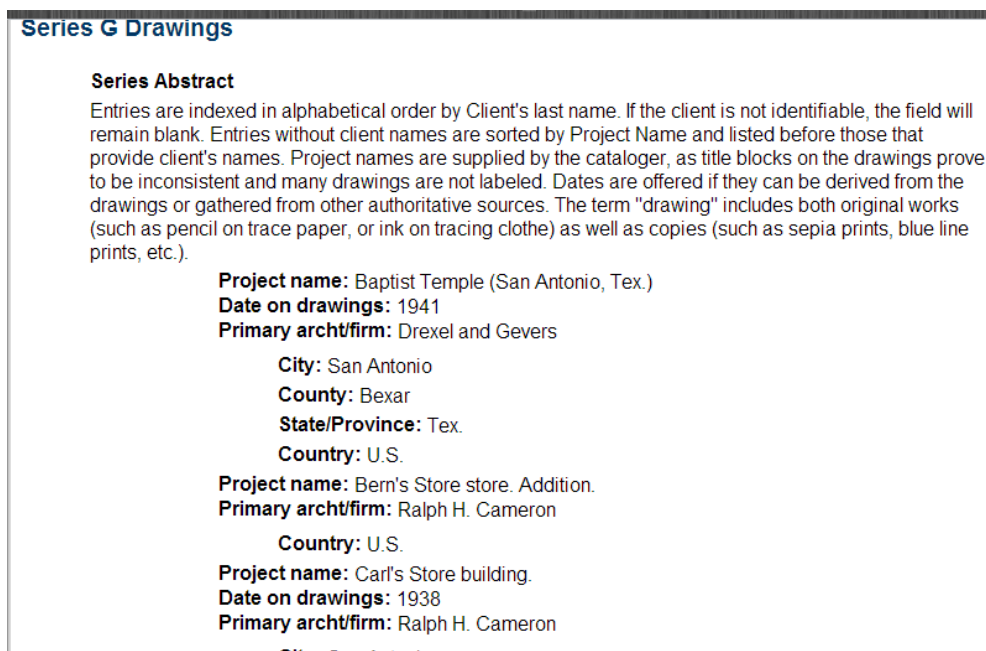 Series G Drawings
Series Abstract
Entries are indexed in alphabetical order by Client's last name. If the client is not identifiable, the field will
remain blank. Entries without client names are sorted by Project Name and listed before those that
provide client's names. Project names are supplied by the cataloger, as title blocks on the drawings prove
to be inconsistent and many drawings are not labeled. Dates are offered if they can be derived from the
drawings or gathered from other authoritative sources. The term "drawing" includes both original works
(such as pencil on trace paper, or ink on tracing clothe) as well as copies (such as sepia prints, blue line
prints, etc.).
Project name: Baptist Temple (San Antonio, Tex.)
Date on drawings: 1941
Primary archt/firm: Drexel and Gevers
City: San Antonio
County: Bexar
State/Province: Tex.
Country: U.S.
Project name: Bern's Store store. Addition.
Primary archt/firm: Ralph H. Cameron
Country: U.S.
Project name: Carl's Store building.
Date on drawings: 1938
Primary archt/firm: Ralph H. Cameron